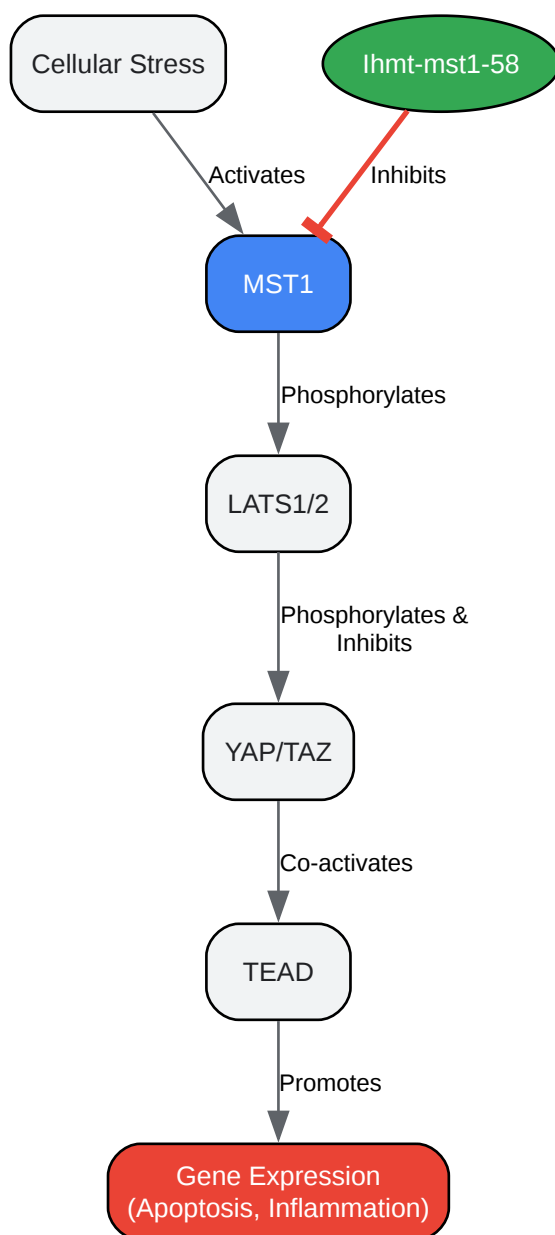 Cellular Stress
Ihmt-mst1-58
Activates
Inhibits
MST1
Phosphorylates
LATS1/2
Phosphorylates &
Inhibits
YAP/TAZ
Co-activates
TEAD
Promotes
Gene Expression
(Apoptosis, Inflammation)